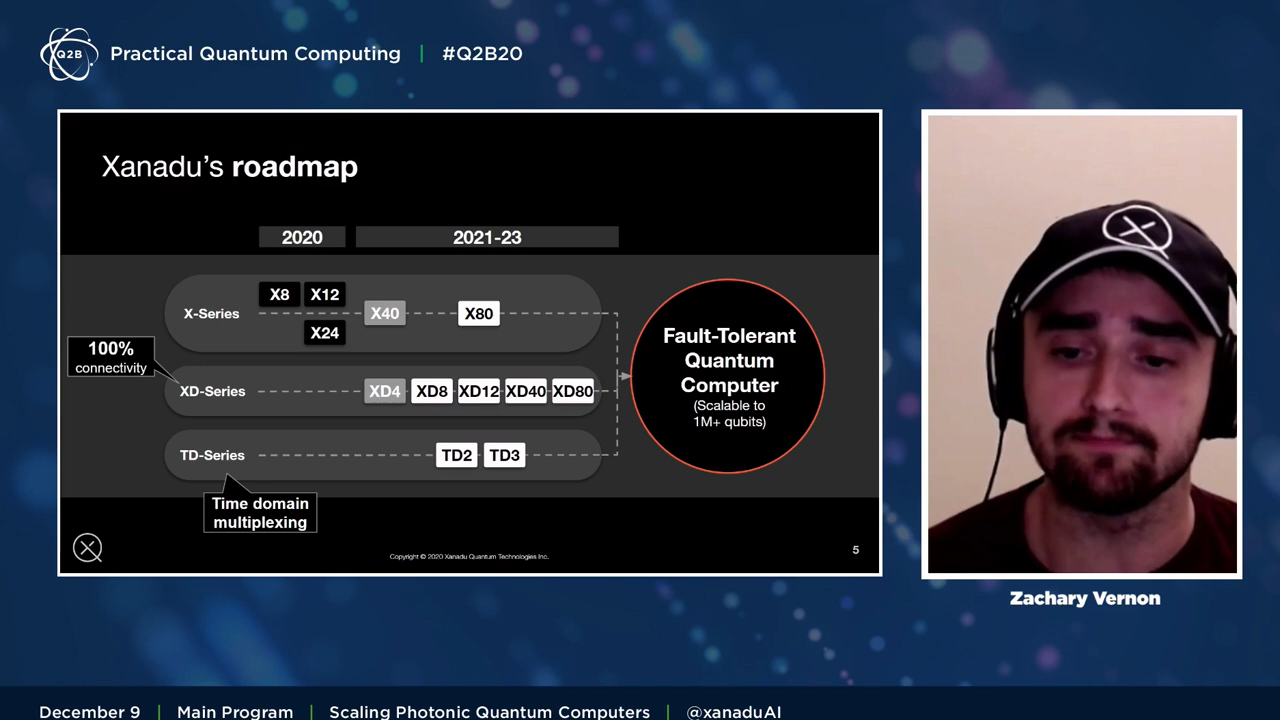 Q2B
Practical Quantum Computing | #Q2B20
Xanadu's roadmap
2020
2021-23
X-Series
X8
X12
X24
X40
X80
100%
connectivity
XD-Series
XD4
XD8
XD12
XD40
XD80
TD-Series
TD2
TD3
Time domain
multiplexing
Fault-Tolerant
Quantum
Computer
(Scalable to
1M+ qubits)
Copyright © 2020 Xanadu Quantum Technologies Inc.
5
Zachary Vernon
December 9 | Main Program | Scaling Photonic Quantum Computers | @xanaduAI